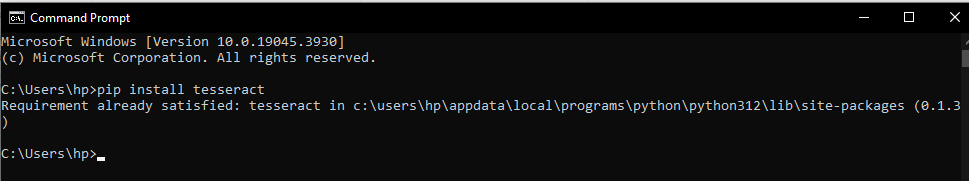 Command Prompt
Microsoft Windows [Version 10.0.19045.3930]
(c) Microsoft Corporation. All rights reserved.
C:\Users\hp>pip install tesseract
Requirement already satisfied: tesseract in c:\users\hp\appdata\local\programs\python\python312\lib\site-packages (0.1.3
)
C:\Users\hp>